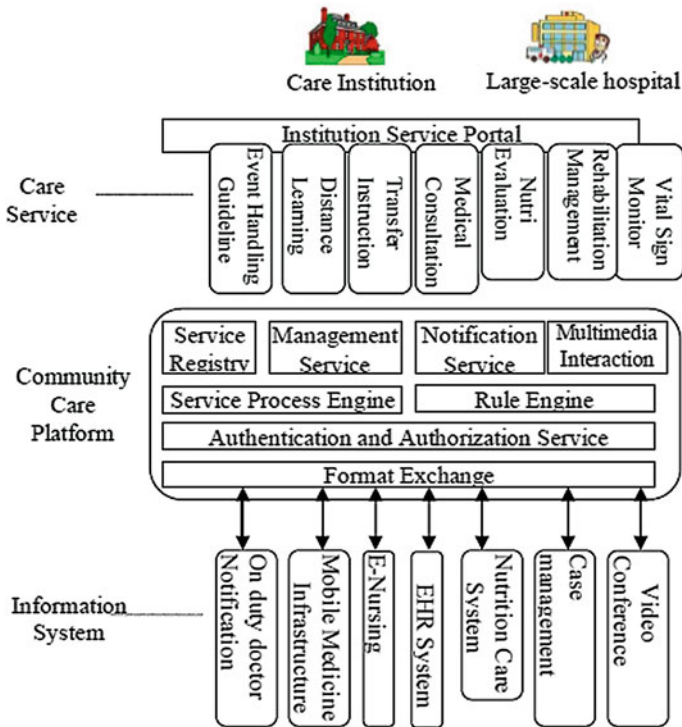 Care Institution
Large-scale hospital
Institution Service Portal
Care
Service
Event Handling
Guideline
Distance
Learning
Transfer
Instruction
Medical
Consultation
Nutri
Evaluation
Rehabilitation
Management
Vital Sign
Monitor
Community
Care
Platform
Service
Registry
Management
Service
Notification
Service
Multimedia
Interaction
Service Process Engine
Rule Engine
Authentication and Authorization Service
Format Exchange
Information
System
On duty doctor
Notification
Mobile Medicine
Infrastructure
E-Nursing
EHR System
Nutrition Care
System
Case
management
Video
Conference